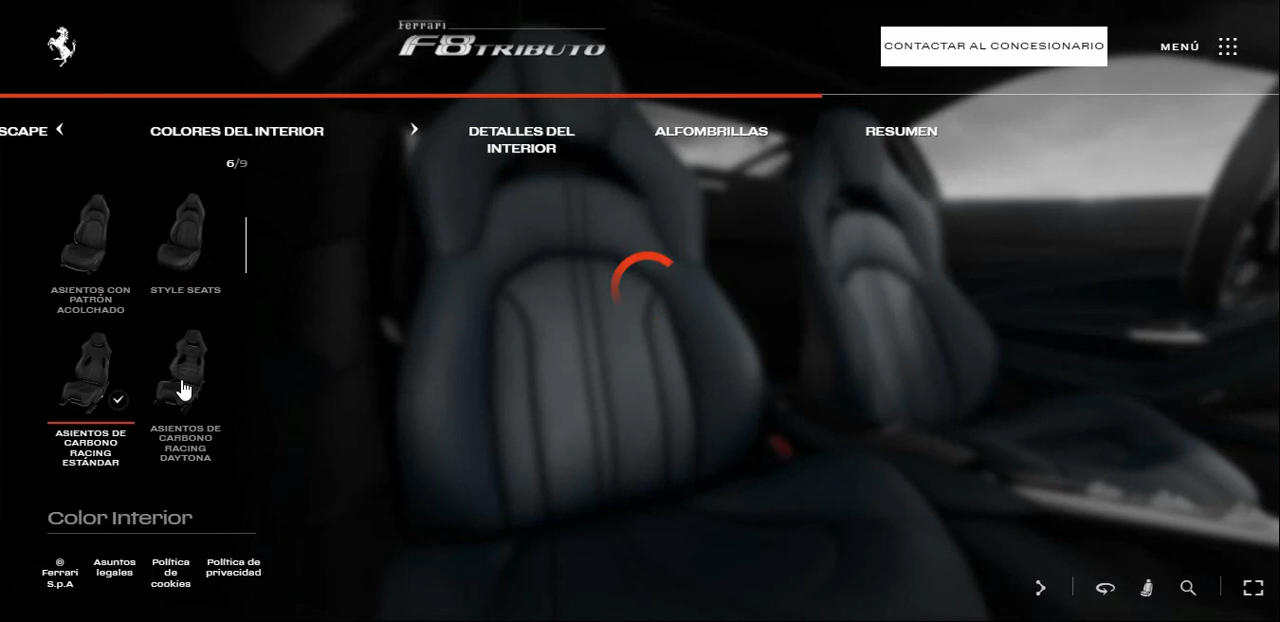 Ferrari
F8TRIBUTO
CONTACTAR AL CONCESIONARIO
MENÚ
SCAPE
COLORES DEL INTERIOR
DETALLES DEL
INTERIOR
ALFOMBRILLAS
RESUMEN
6/9
ASIENTOS CON
PATRÓN
ACOLCHADO
STYLE SEATS
ASIENTOS DE
CARBONO
RACING
ESTÁNDAR
ASIENTOS DE
CARBONO
RACING
DAYTONA
Color Interior
©
Ferrari
S.p.A
Asuntos
legales
Política
de
cookies
Política de
privacidad